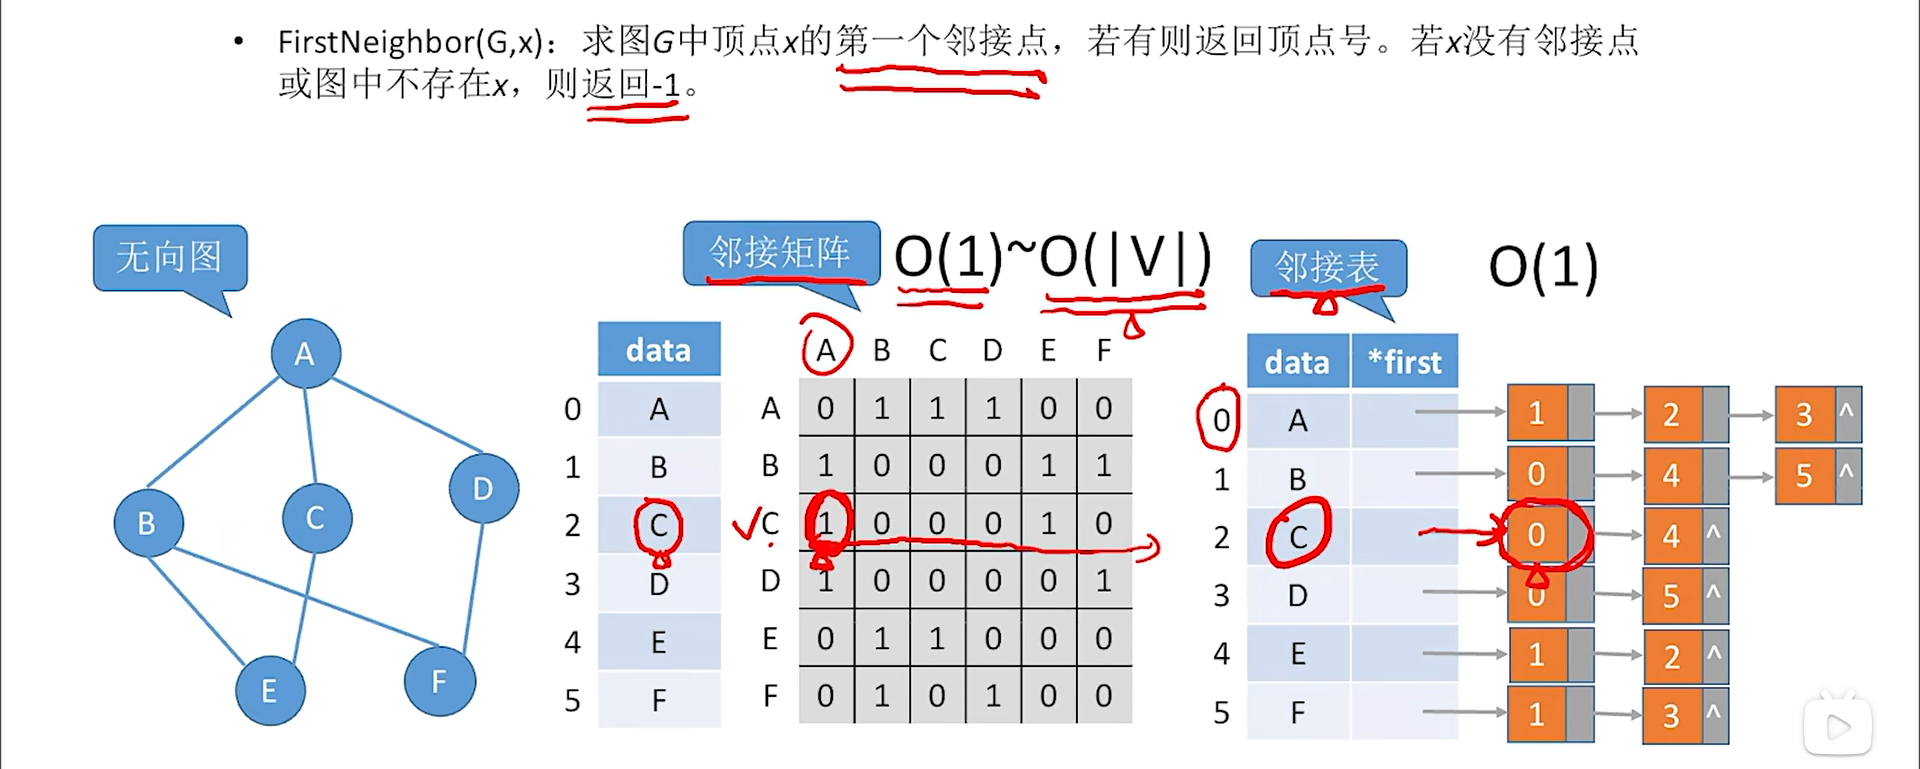 • FirstNeighbor(G,x)：求图G中顶点x的第一个邻接点，若有则返回顶点号。若x没有邻接点
或图中不存在x，则返回-1。
无向图
A
B
C
D
E
F
邻接矩阵 O(1)~O(|V|)
data
0 A
1 B
2 C
3 D
4 E
5 F
A B C D E F
A 0 1 1 1 0 0
B 1 0 0 0 1 1
C 1 0 0 0 1 0
D 1 0 0 0 0 1
E 0 1 1 0 0 0
F 0 1 0 1 0 0
邻接表 O(1)
data *first
0 A 1 2 3 ^
1 B 0 4 5 ^
2 C 0 4 ^
3 D 0 5 ^
4 E 1 2 ^
5 F 1 3 ^